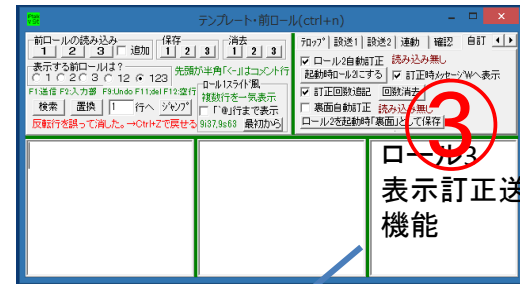 テンプレート・前ロール(ctrl+n)
前ロールの読み込み
1 2 3 追加
保存
1 2 3
消去
1 2 3
表示する前ロールは?
1 2 3 12 123
先頭が半角「<-」はコメント行
F1:送信 F2:入力部 F9:Undo F11:del F12:空行
検索 置換 1 行へ ジャンプ
反転行を誤って消した。→Ctrl+Zで戻せる
ロール1スライド風
複数行を一気表示
「@」行まで表示
9i37,9s63 最初から
テロップ 設送1 設送2 連動 確認 自訂
ロール2自動訂正 読み込み無し
起動時ロール2にする 訂正時メッセージWへ表示
訂正回数追記 回数消去
裏面自動訂正 読み込み無し
ロール2を起動時「裏面」として保存
③
ロール3
表示訂正送
機能